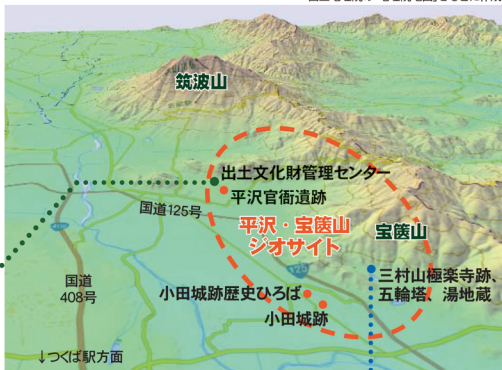 筑波山
出土文化財管理センター
平沢官衙遺跡
国道125号
平沢・宝篋山
ジオサイト
宝篋山
125
国道
408号
小田城跡歴史ひろば
小田城跡
三村山極楽寺跡、
五輪塔、湯地蔵
↓つくば駅方面